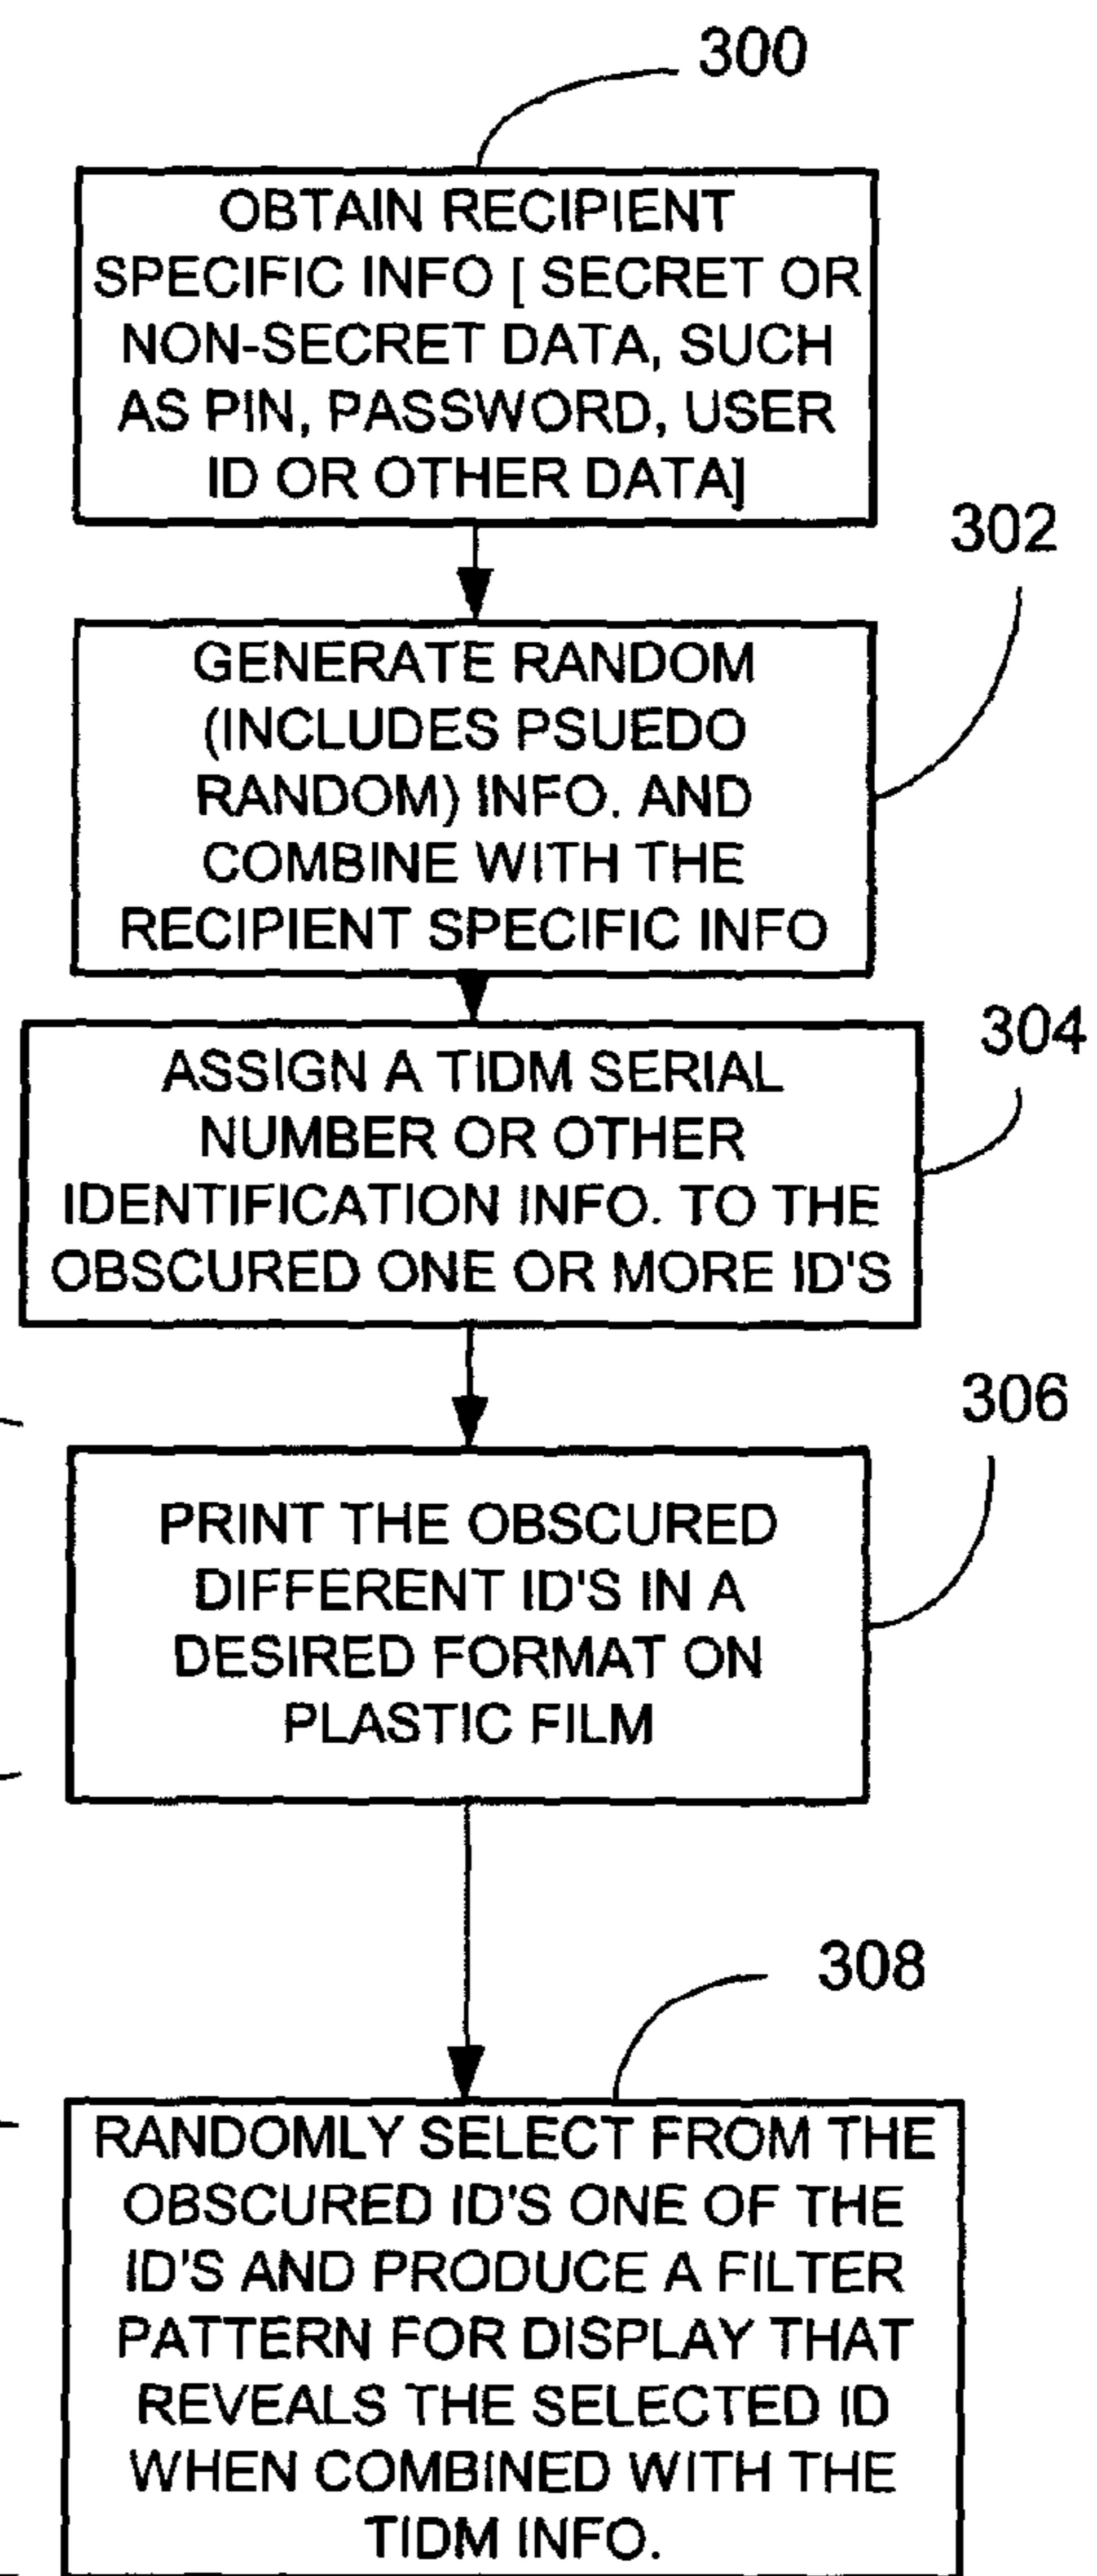 300
OBTAIN RECIPIENT
SPECIFIC INFO [ SECRET OR
NON-SECRET DATA, SUCH
AS PIN, PASSWORD, USER
ID OR OTHER DATA]
302
GENERATE RANDOM
(INCLUDES PSUEDO
RANDOM) INFO. AND
COMBINE WITH THE
RECIPIENT SPECIFIC INFO
304
ASSIGN A TIDM SERIAL
NUMBER OR OTHER
IDENTIFICATION INFO. TO THE
OBSCURED ONE OR MORE ID'S
306
PRINT THE OBSCURED
DIFFERENT ID'S IN A
DESIRED FORMAT ON
PLASTIC FILM
308
RANDOMLY SELECT FROM THE
OBSCURED ID'S ONE OF THE
ID'S AND PRODUCE A FILTER
PATTERN FOR DISPLAY THAT
REVEALS THE SELECTED ID
WHEN COMBINED WITH THE
TIDM INFO.